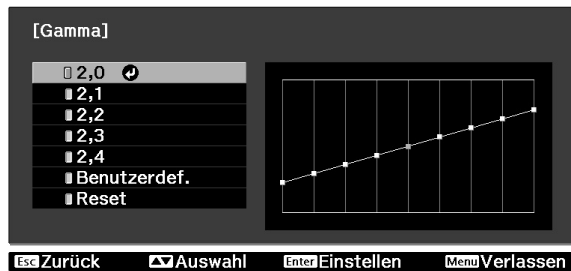 [Gamma]
2,0
2,1
2,2
2,3
2,4
Benutzerdef.
Reset
Esc Zurück Auswahl Enter Einstellen Menu Verlassen